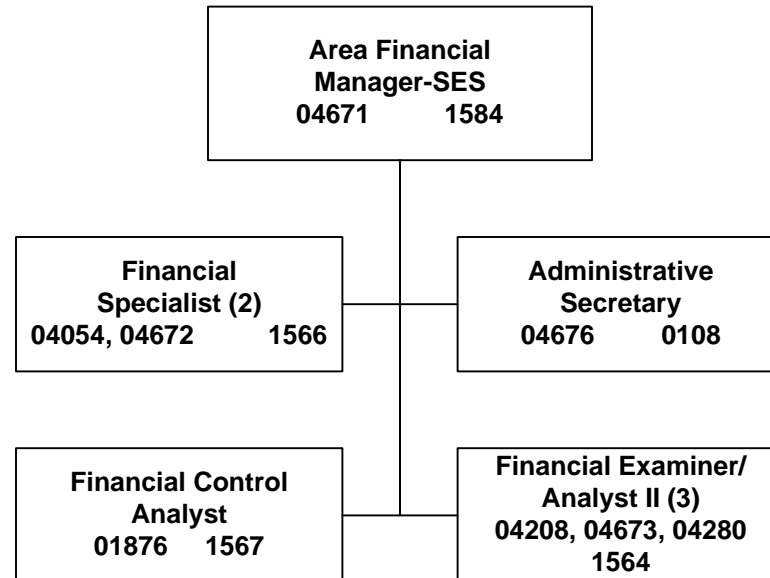 Area Financial
Manager-SES
04671 1584
Financial
Specialist (2)
04054, 04672 1566
Administrative
Secretary
04676 0108
Financial Control
Analyst
01876 1567
Financial Examiner/
Analyst II (3)
04208, 04673, 04280
1564